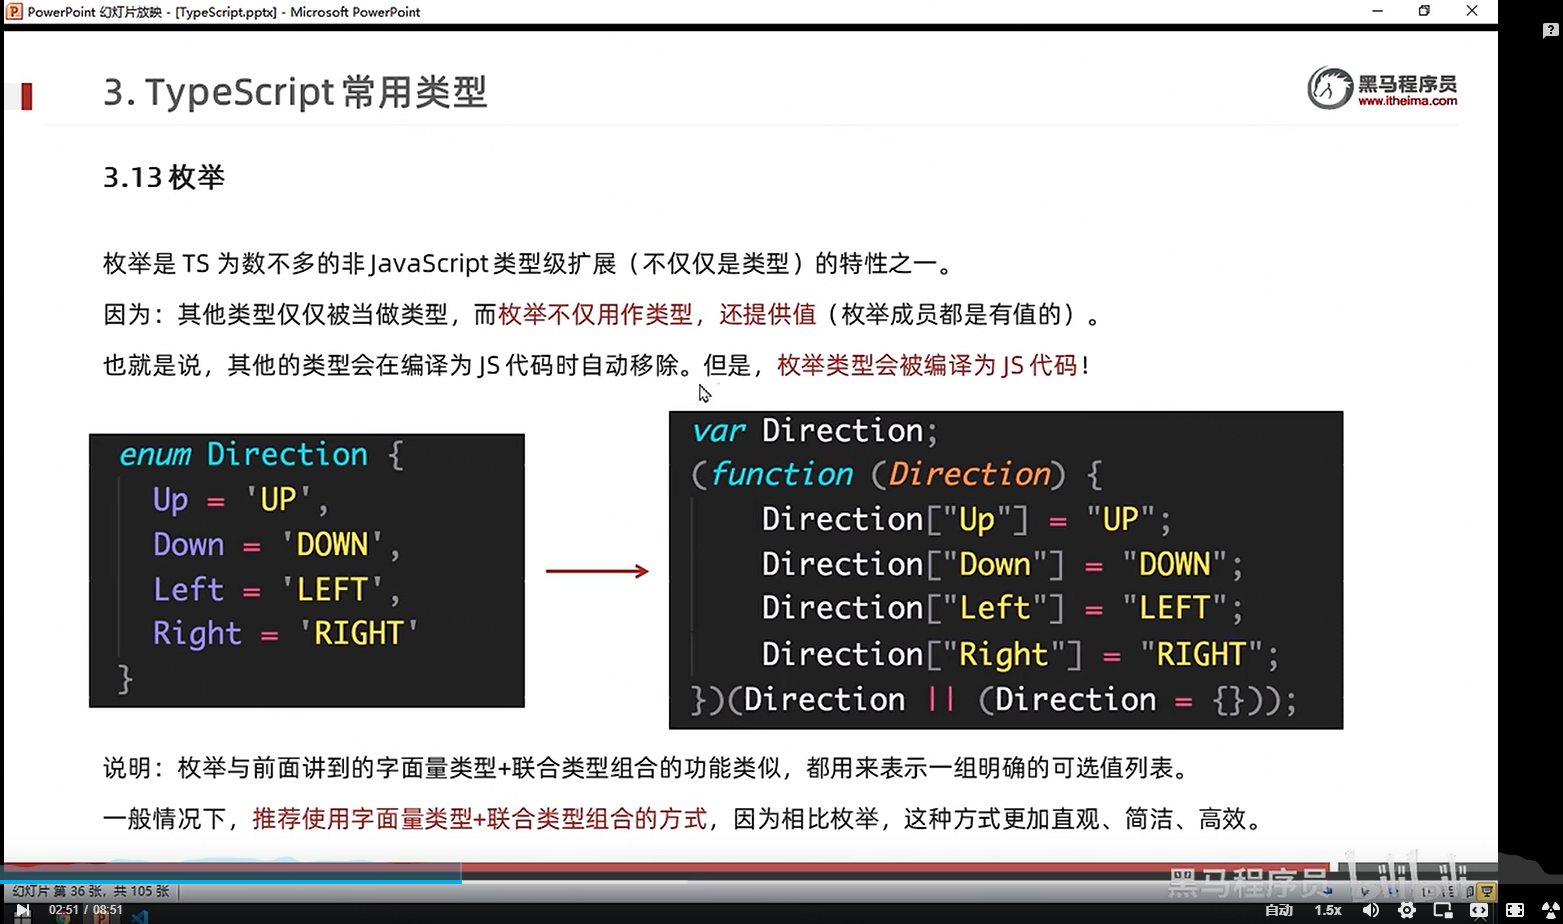 PowerPoint 幻灯片放映 - [TypeScript.pptx] - Microsoft PowerPoint
3. TypeScript 常用类型
黑马程序员
www.itheima.com
3.13 枚举
枚举是 TS 为数不多的非 JavaScript 类型级扩展（不仅仅是类型）的特性之一。
因为：其他类型仅仅被当做类型，而枚举不仅用作类型，还提供值（枚举成员都是有值的）。
也就是说，其他的类型会在编译为 JS 代码时自动移除。但是，枚举类型会被编译为 JS 代码！
enum Direction {
Up = 'UP',
Down = 'DOWN',
Left = 'LEFT',
Right = 'RIGHT'
}
var Direction;
(function (Direction) {
Direction["Up"] = "UP";
Direction["Down"] = "DOWN";
Direction["Left"] = "LEFT";
Direction["Right"] = "RIGHT";
})(Direction || (Direction = {}));
说明：枚举与前面讲到的字面量类型+联合类型组合的功能类似，都用来表示一组明确的可选值列表。
一般情况下，推荐使用字面量类型+联合类型组合的方式，因为相比枚举，这种方式更加直观、简洁、高效。
黑马程序员 bilibili
幻灯片 第 36 张，共 105 张
02:51 / 08:51
自动 1.5x